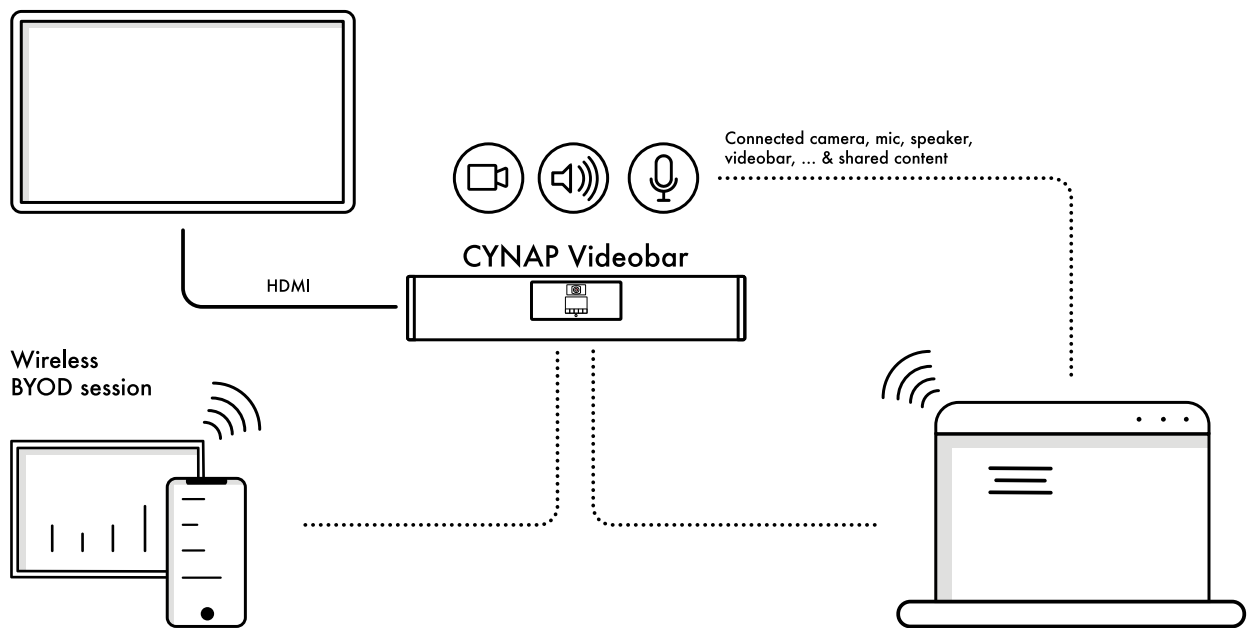 Connected camera, mic, speaker,
videobar, ... & shared content
CYNAP Videobar
HDMI
Wireless
BYOD session